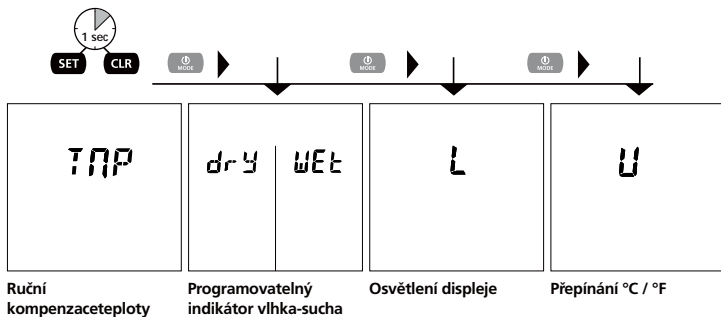 1 sec
SET CLR MODE MODE MODE
TMP dry WEt L U
Ruční
kompenzaceteploty
Programovatelný
indikátor vlhka-sucha
Osvětlení displeje
Přepínání °C / °F